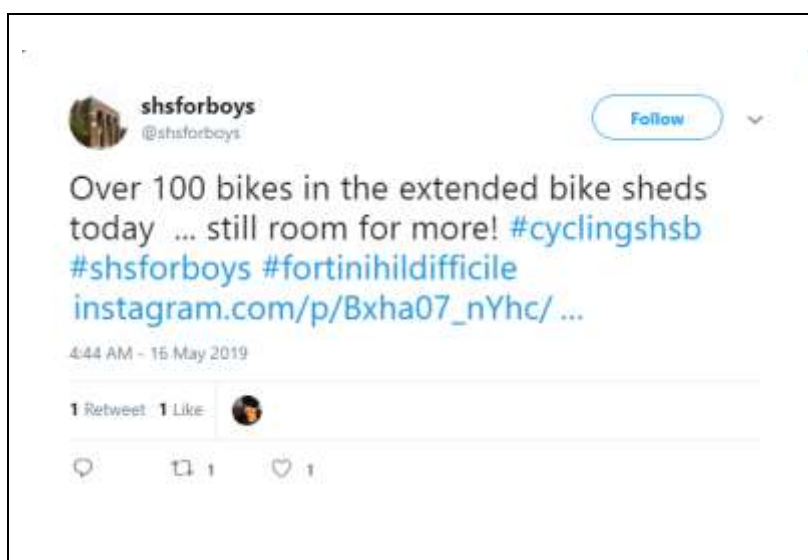 shsforboys
@shsforboys
Follow
Over 100 bikes in the extended bike sheds
today ... still room for more! #cyclingshsb
#shsforboys #fortinihildifficile
instagram.com/p/Bxha07_nYhc/ ...
4:44 AM - 16 May 2019
1 Retweet 1 Like
1 1